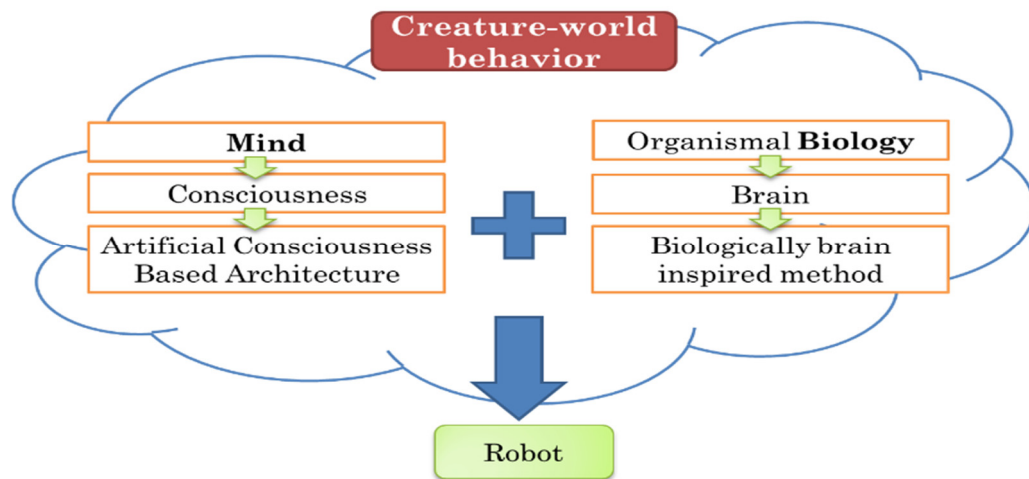 Creature-world
behavior
Mind
Consciousness
Artificial Consciousness
Based Architecture
Organismal Biology
Brain
Biologically brain
inspired method
Robot